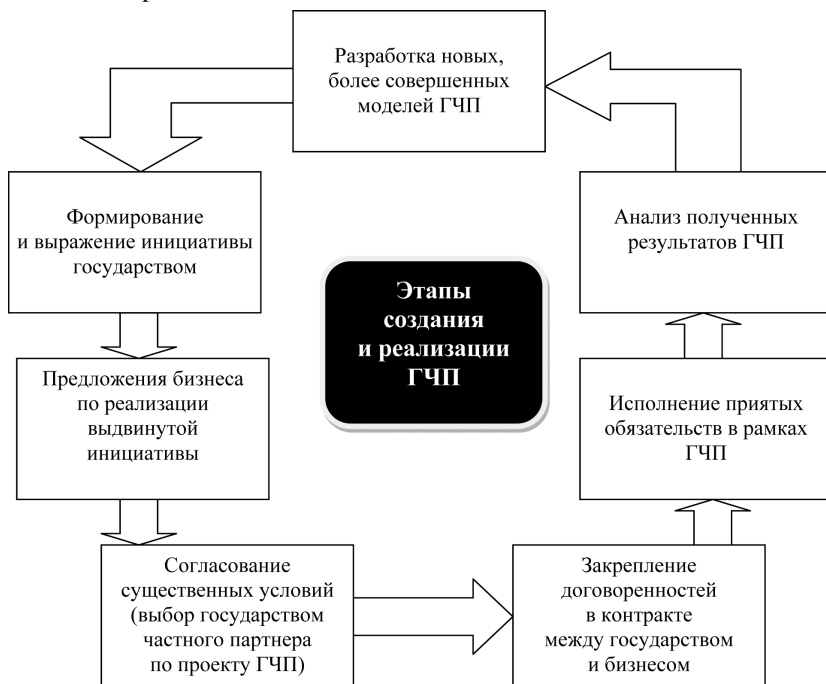 Разработка новых,
более совершенных
моделей ГЧП
Формирование
и выражение инициативы
государством
Анализ полученных
результатов ГЧП
Этапы
создания
и реализации
ГЧП
Предложения бизнеса
по реализации
выдвинутой
инициативы
Исполнение приятых
обязательств в рамках
ГЧП
Согласование
существенных условий
(выбор государством
частного партнера
по проекту ГЧП)
Закрепление
договоренностей
в контракте
между государством
и бизнесом